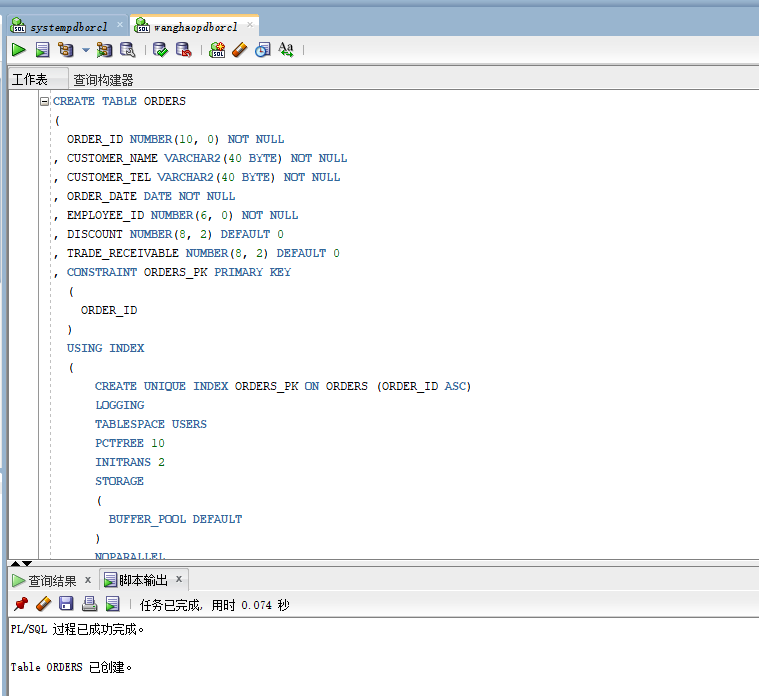 systempdborcl
wanghaopdborcl
工作表 查询构建器
CREATE TABLE ORDERS
(
ORDER_ID NUMBER(10, 0) NOT NULL
, CUSTOMER_NAME VARCHAR2(40 BYTE) NOT NULL
, CUSTOMER_TEL VARCHAR2(40 BYTE) NOT NULL
, ORDER_DATE DATE NOT NULL
, EMPLOYEE_ID NUMBER(6, 0) NOT NULL
, DISCOUNT NUMBER(8, 2) DEFAULT 0
, TRADE_RECEIVABLE NUMBER(8, 2) DEFAULT 0
, CONSTRAINT ORDERS_PK PRIMARY KEY
(
ORDER_ID
)
USING INDEX
(
CREATE UNIQUE INDEX ORDERS_PK ON ORDERS (ORDER_ID ASC)
LOGGING
TABLESPACE USERS
PCTFREE 10
INITRANS 2
STORAGE
(
BUFFER_POOL DEFAULT
)
NOPARALLEL
查询结果 x 脚本输出 x
任务已完成, 用时 0.074 秒
PL/SQL 过程已成功完成。
Table ORDERS 已创建。